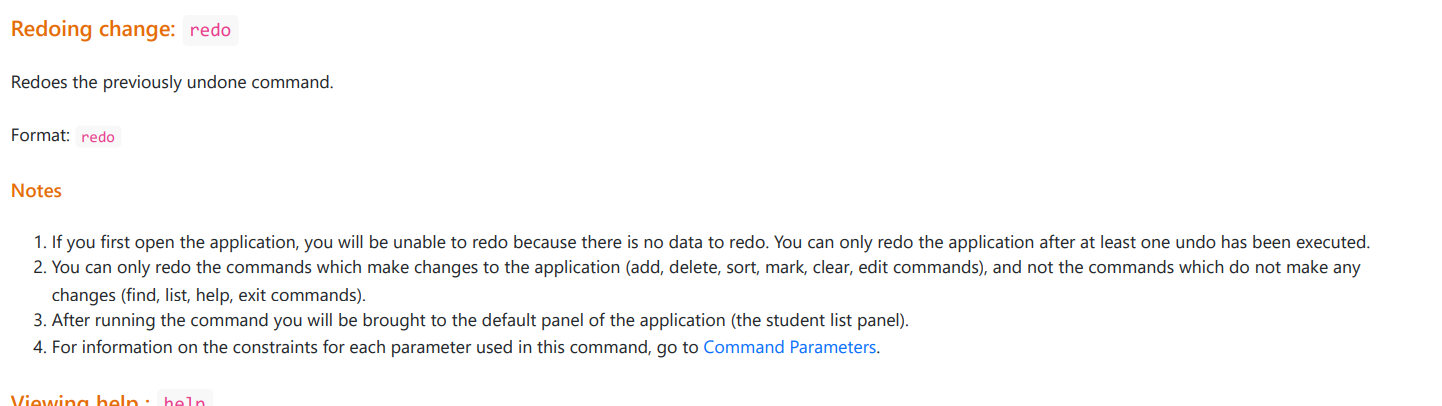 Redoing change: redo
Redoes the previously undone command.
Format: redo
Notes
1. If you first open the application, you will be unable to redo because there is no data to redo. You can only redo the application after at least one undo has been executed.
2. You can only redo the commands which make changes to the application (add, delete, sort, mark, clear, edit commands), and not the commands which do not make any
changes (find, list, help, exit commands).
3. After running the command you will be brought to the default panel of the application (the student list panel).
4. For information on the constraints for each parameter used in this command, go to Command Parameters.
Viewing help : help